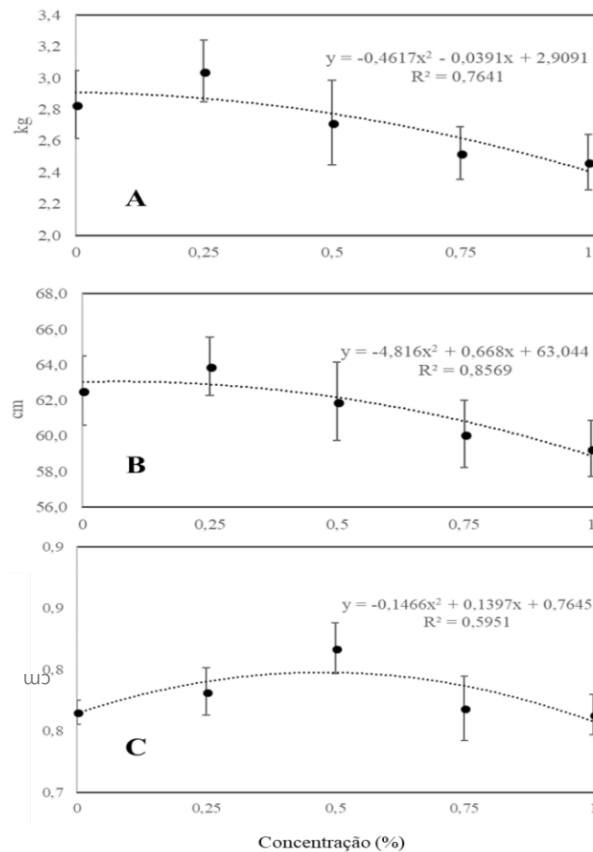 3,4
3,2
3,0
2,8
2,6
2,4
2,2
2,0
kg
y = -0,4617x² - 0,0391x + 2,9091
R² = 0,7641
A
0 0,25 0,5 0,75 1
68,0
66,0
64,0
62,0
60,0
58,0
56,0
cm
y = -4,816x² + 0,668x + 63,044
R² = 0,8569
B
0 0,25 0,5 0,75 1
0,9
0,9
0,8
0,8
0,7
cm
y = -0,1466x² + 0,1397x + 0,7645
R² = 0,5951
C
0 0,25 0,5 0,75 1
Concentração (%)